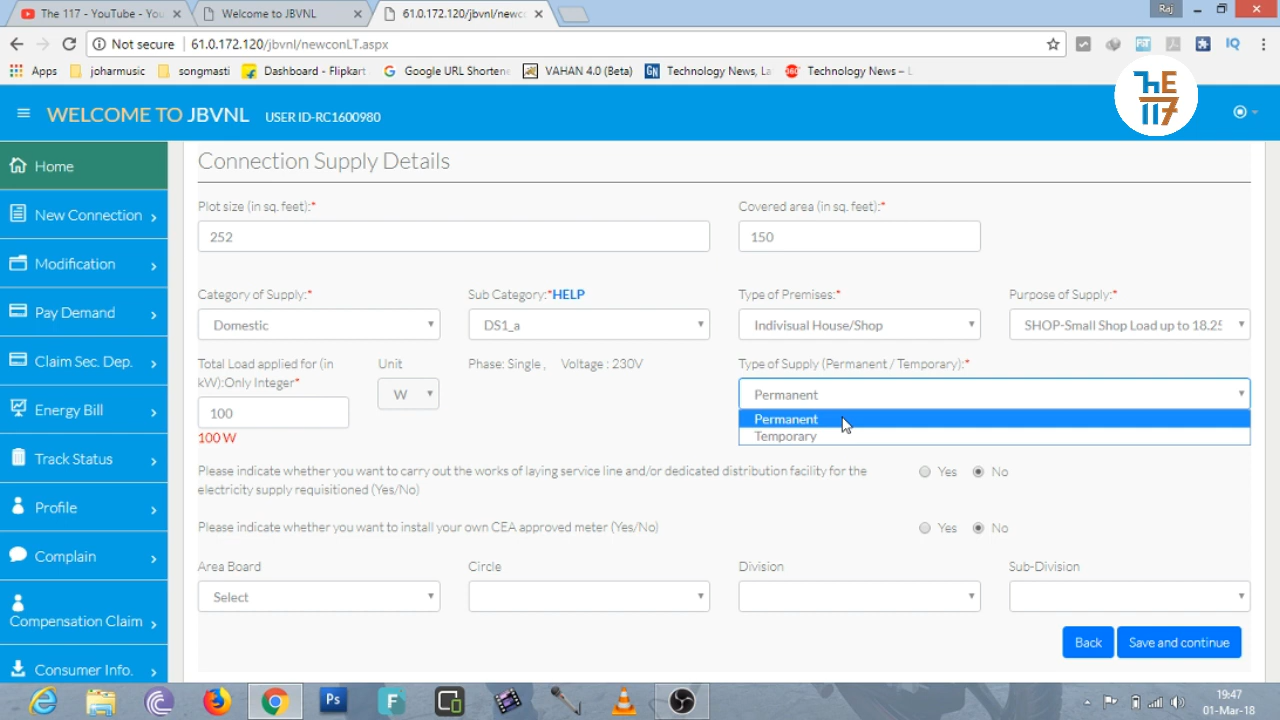 The 117 - YouTube - You
Welcome to JBVNL
61.0.172.120/jbvnl/newco
Raj
Not secure
61.0.172.120/jbvnl/newconLT.aspx
IQ
Apps
joharmusic
songmasti
Dashboard - Flipkart
Google URL Shortene
VAHAN 4.0 (Beta)
GN
Technology News, La
360
Technology News – L
WELCOME TO JBVNL
USER ID-RC1600980
hE
117
Home
New Connection
Modification
Pay Demand
Claim Sec. Dep.
Energy Bill
Track Status
Profile
Complain
Compensation Claim
Consumer Info.
Connection Supply Details
Plot size (in sq. feet):*
Covered area (in sq. feet):*
252
150
Category of Supply:*
Sub Category:*HELP
Type of Premises:*
Purpose of Supply:*
Domestic
DS1_a
Indivisual House/Shop
SHOP-Small Shop Load up to 18.25
Total Load applied for (in
kW):Only Integer*
Unit
Phase: Single , Voltage : 230V
Type of Supply (Permanent / Temporary):*
100
W
Permanent
100 W
Permanent
Temporary
Please indicate whether you want to carry out the works of laying service line and/or dedicated distribution facility for the
electricity supply requisitioned (Yes/No)
Yes
No
Please indicate whether you want to install your own CEA approved meter (Yes/No)
Yes
No
Area Board
Circle
Division
Sub-Division
Select
Back
Save and continue
Ps
F
19:47
01-Mar-18